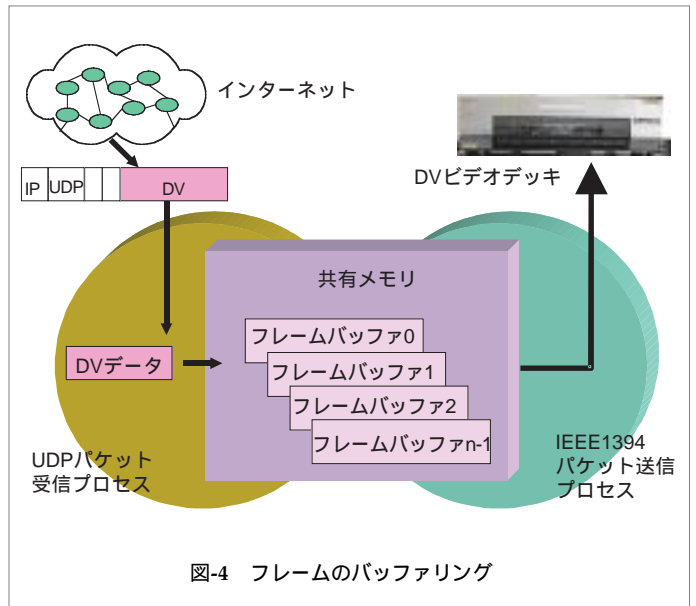 インターネット
IP UDP DV
DVビデオデッキ
共有メモリ
フレームバッファ0
フレームバッファ1
フレームバッファ2
フレームバッファn-1
DVデータ
UDPパケット
受信プロセス
IEEE1394
パケット送信
プロセス
図-4 フレームのバッファリング